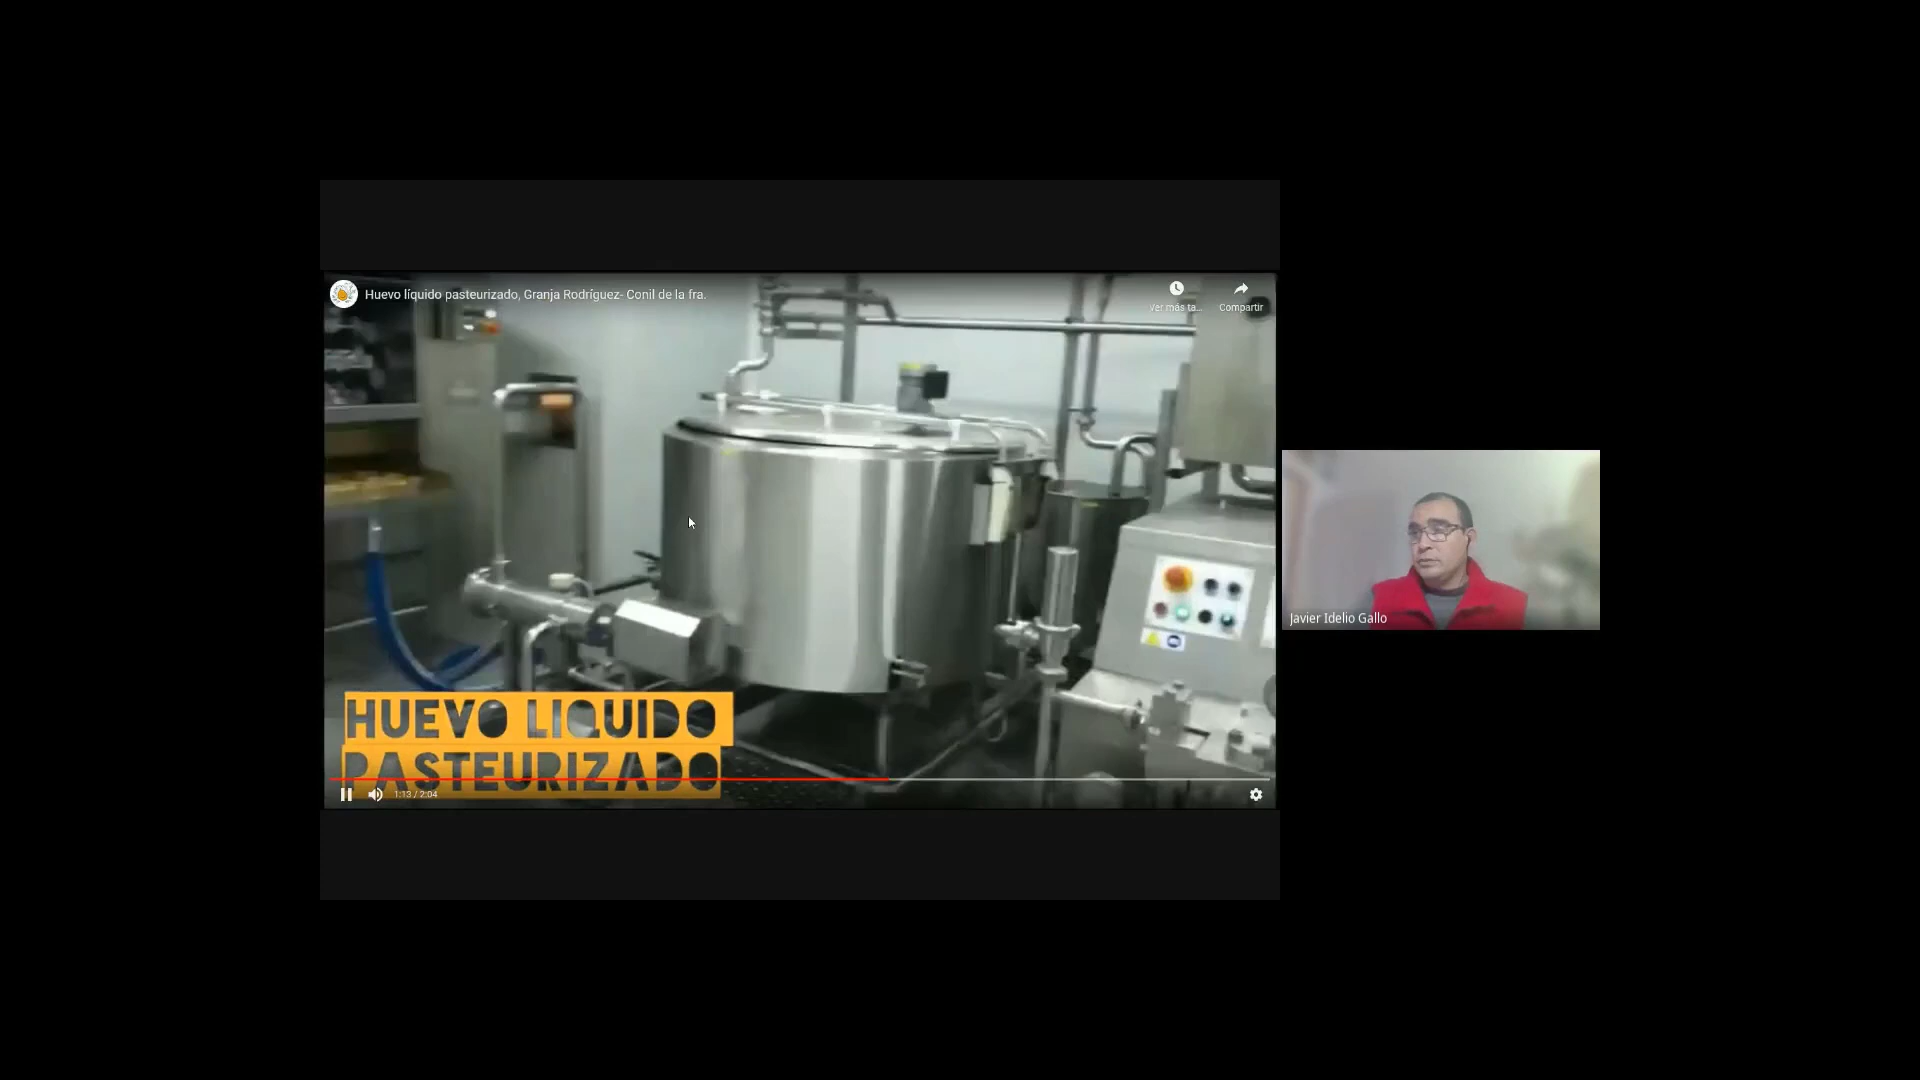 Huevo líquido pasteurizado, Granja Rodríguez- Conil de la fra.
Ver más ta...
Compartir
HUEVO LIQUIDO
PASTEURIZADO
1:13 / 2:04
Javier Idelio Gallo